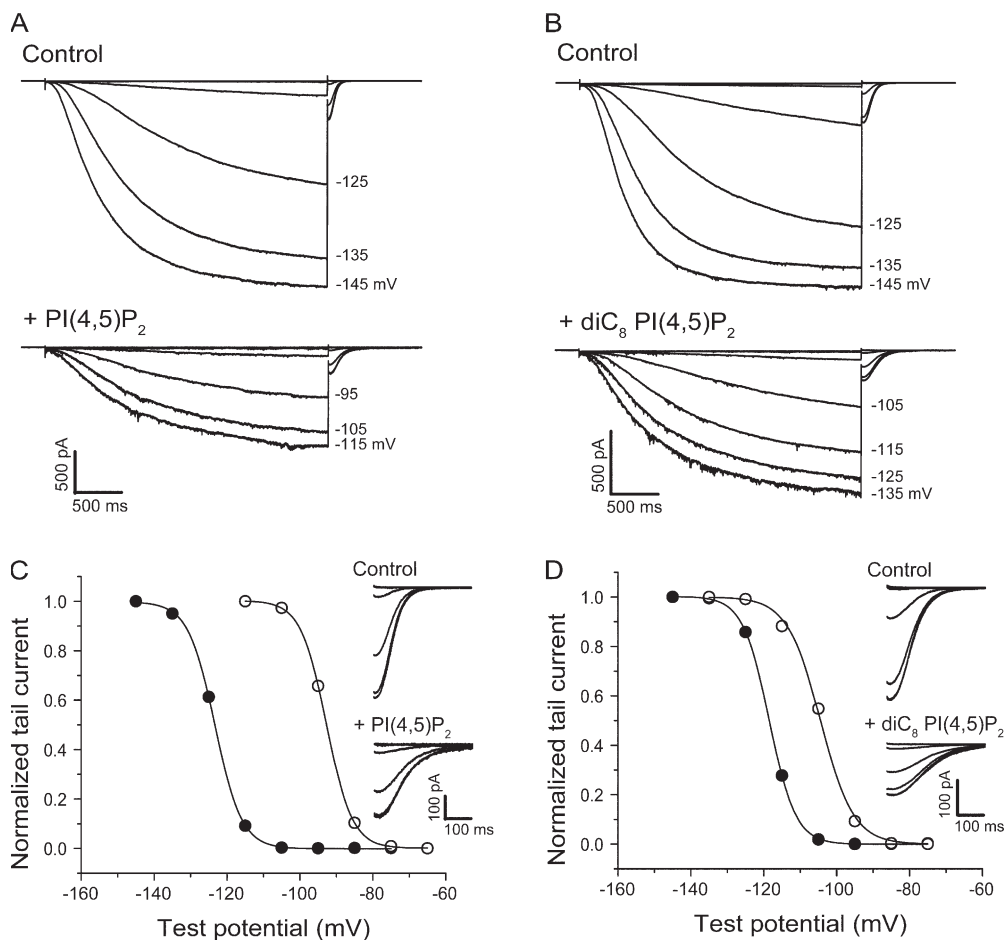 A
Control
-125
-135
-145 mV
+ PI(4,5)P₂
-95
-105
-115 mV
500 pA
500 ms
B
Control
-125
-135
-145 mV
+ diC₈ PI(4,5)P₂
-105
-115
-125
-135 mV
500 pA
500 ms
C
Control
+ PI(4,5)P₂
100 pA
100 ms
Normalized tail current
1.0
0.8
0.6
0.4
0.2
0.0
-160 -140 -120 -100 -80 -60
Test potential (mV)
D
Control
+ diC₈ PI(4,5)P₂
100 pA
100 ms
Normalized tail current
1.0
0.8
0.6
0.4
0.2
0.0
-160 -140 -120 -100 -80 -60
Test potential (mV)